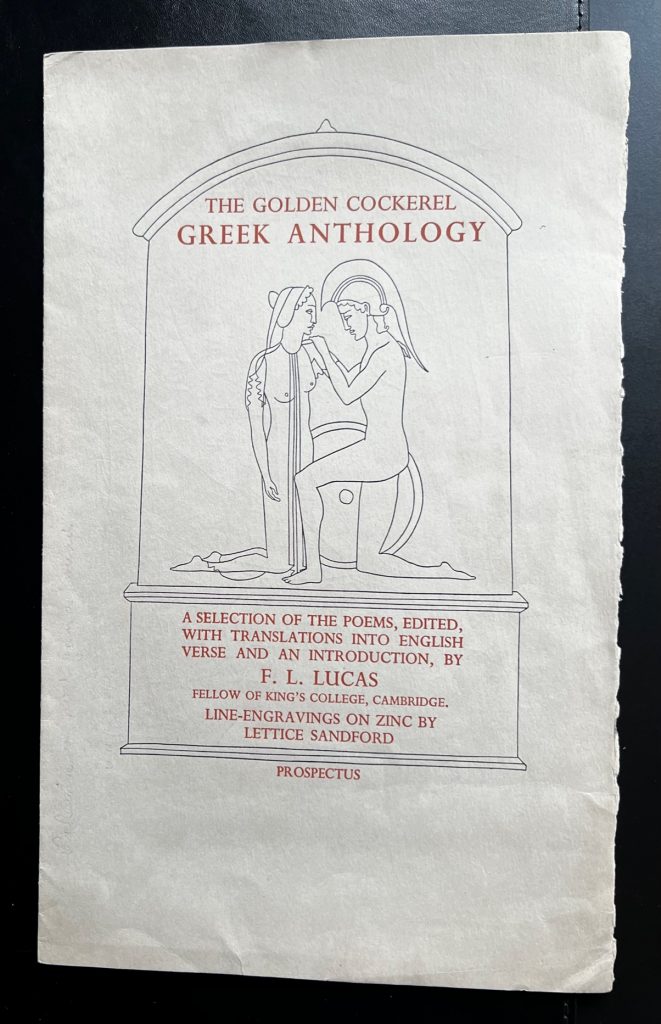 THE GOLDEN COCKEREL
GREEK ANTHOLOGY
A SELECTION OF THE POEMS, EDITED,
WITH TRANSLATIONS INTO ENGLISH
VERSE AND AN INTRODUCTION, BY
F. L. LUCAS
FELLOW OF KING'S COLLEGE, CAMBRIDGE.
LINE-ENGRAVINGS ON ZINC BY
LETTICE SANDFORD
PROSPECTUS